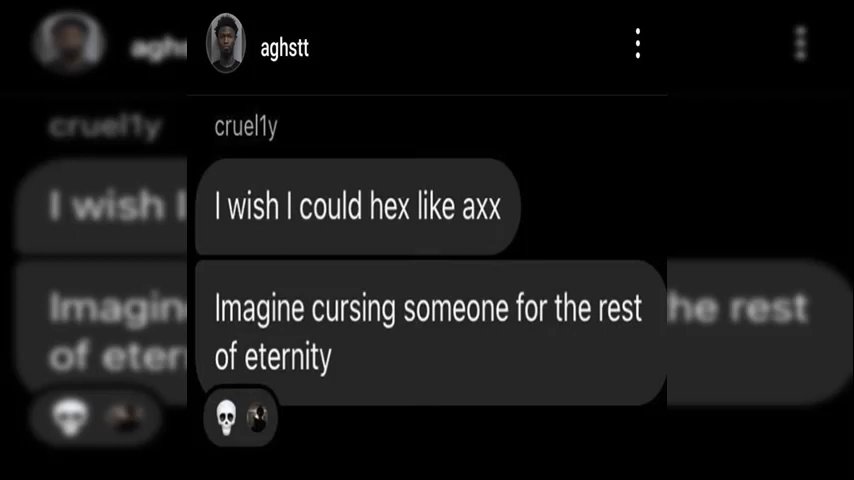 aghstt
cruel1y
I wish I could hex like axx
Imagine cursing someone for the rest
of eternity